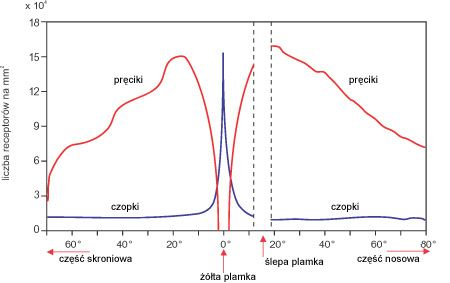 x 10⁴
18
15
12
9
6
3
0
liczba receptorów na mm²
pręciki
pręciki
czopki
czopki
60° 40° 20° 0° 20° 40° 60° 80°
część skroniowa
żółta plamka
ślepa plamka
część nosowa